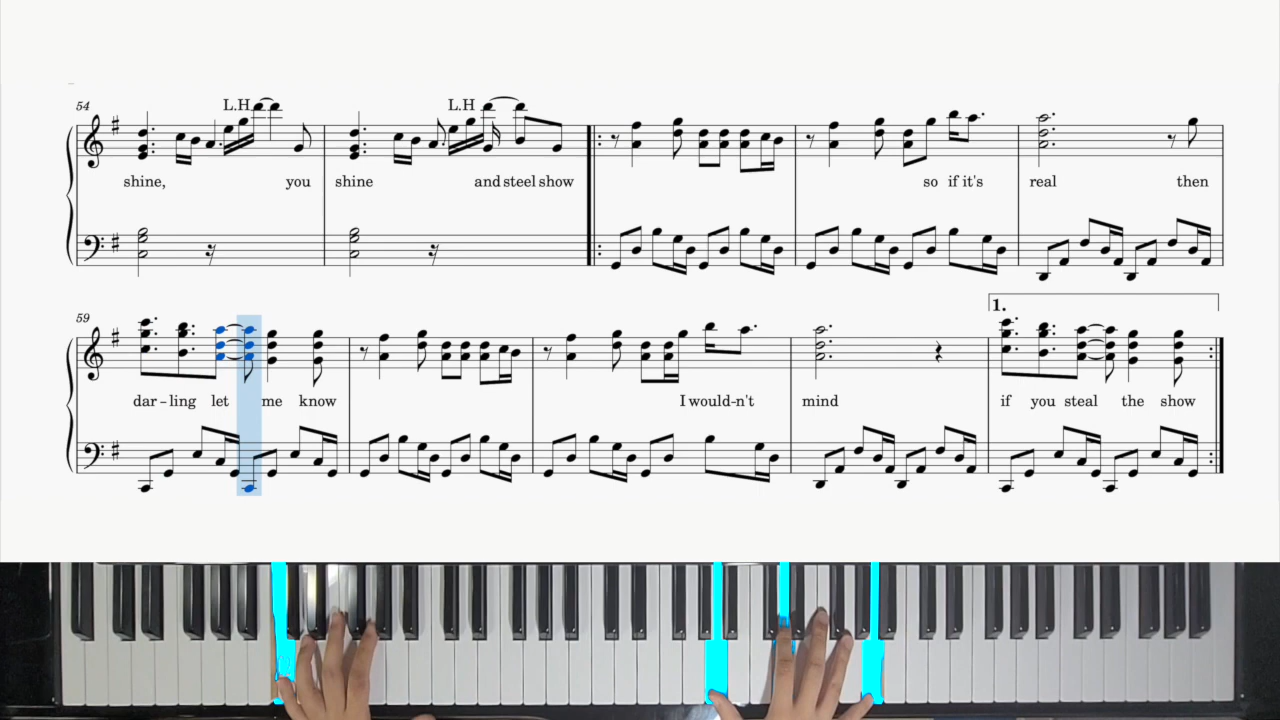 54
L.H
L.H
shine, you shine and steel show so if it's real then
59
1.
dar - ling let me know I would-n't mind if you steal the show